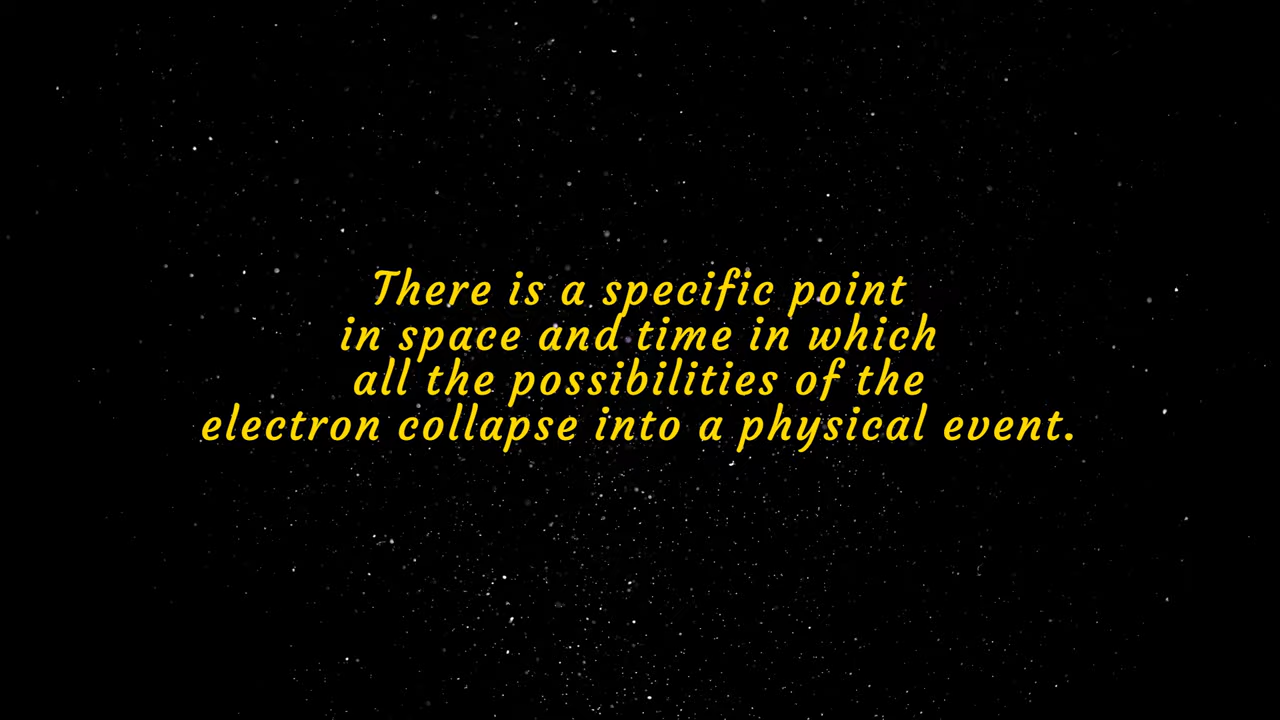 There is a specific point
in space and time in which
all the possibilities of the
electron collapse into a physical event.